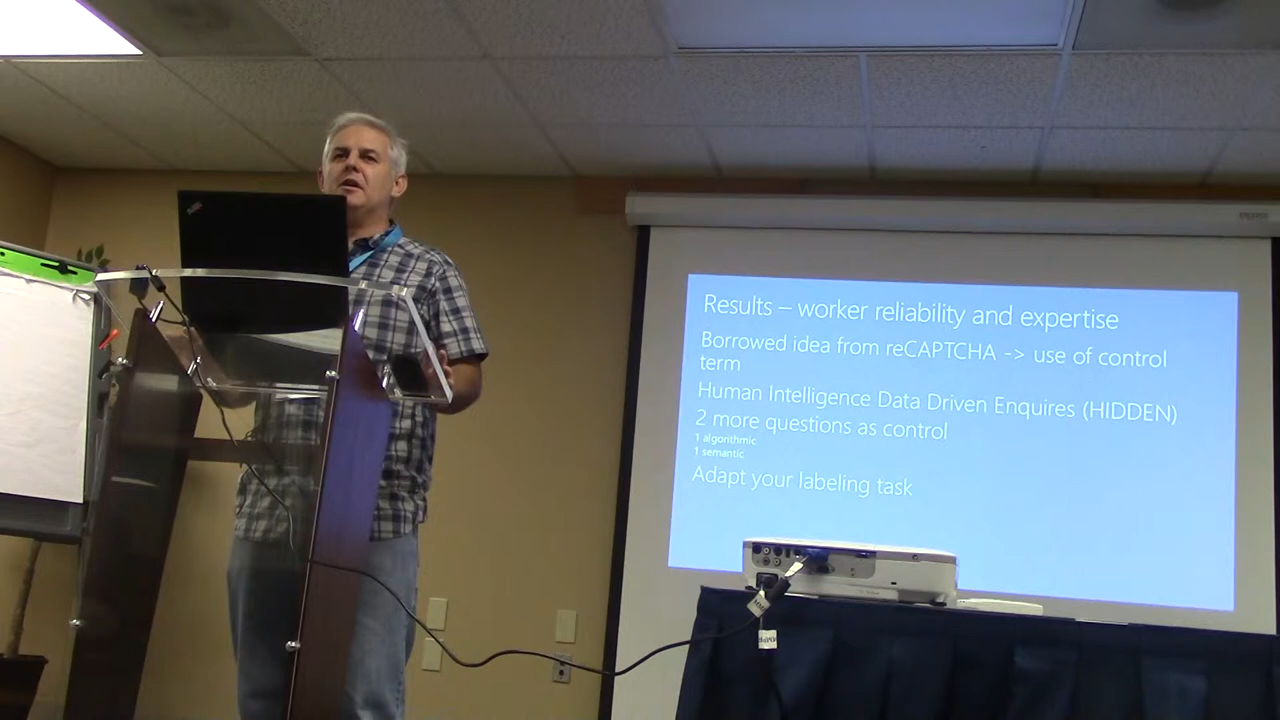 Results – worker reliability and expertise
Borrowed idea from reCAPTCHA -> use of control
term
Human Intelligence Data Driven Enquires (HIDDEN)
2 more questions as control
1 algorithmic
1 semantic
Adapt your labeling task